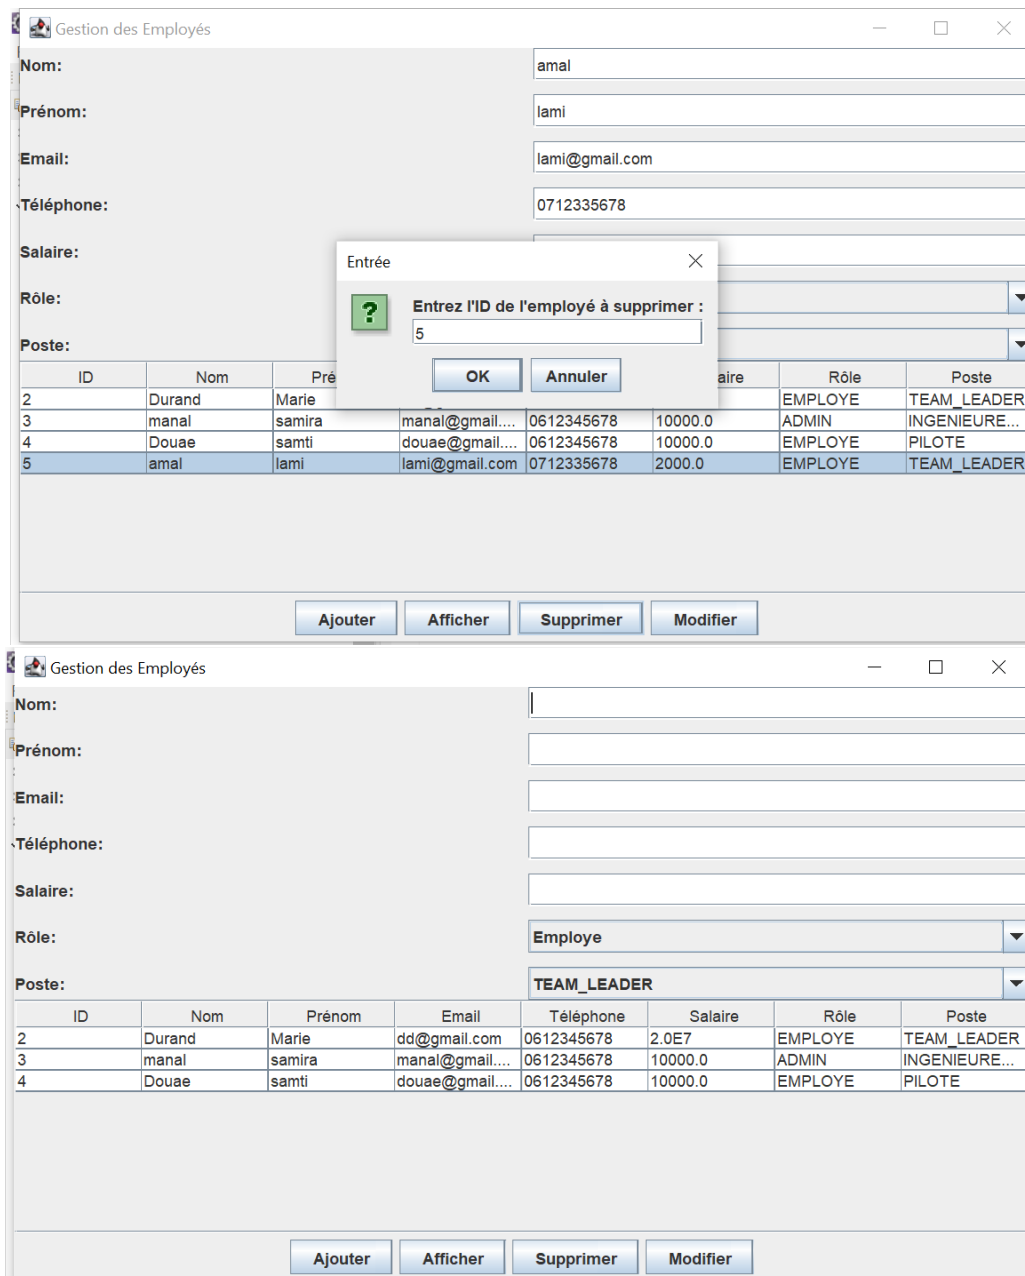 Gestion des Employés
Nom: amal
Prénom: lami
Email: lami@gmail.com
Téléphone: 0712335678
Salaire:
Entrée
Entrez l'ID de l'employé à supprimer :
5
OK Annuler
Rôle:
Poste:
ID Nom Pré aire Rôle Poste
2 Durand Marie EMPLOYE TEAM_LEADER
3 manal samira manal@gmail.... 0612345678 10000.0 ADMIN INGENIEURE...
4 Douae samti douae@gmail.... 0612345678 10000.0 EMPLOYE PILOTE
5 amal lami lami@gmail.com 0712335678 2000.0 EMPLOYE TEAM_LEADER
Ajouter Afficher Supprimer Modifier
Gestion des Employés
Nom:
Prénom:
Email:
Téléphone:
Salaire:
Rôle: Employe
Poste: TEAM_LEADER
ID Nom Prénom Email Téléphone Salaire Rôle Poste
2 Durand Marie dd@gmail.com 0612345678 2.0E7 EMPLOYE TEAM_LEADER
3 manal samira manal@gmail.... 0612345678 10000.0 ADMIN INGENIEURE...
4 Douae samti douae@gmail.... 0612345678 10000.0 EMPLOYE PILOTE
Ajouter Afficher Supprimer Modifier